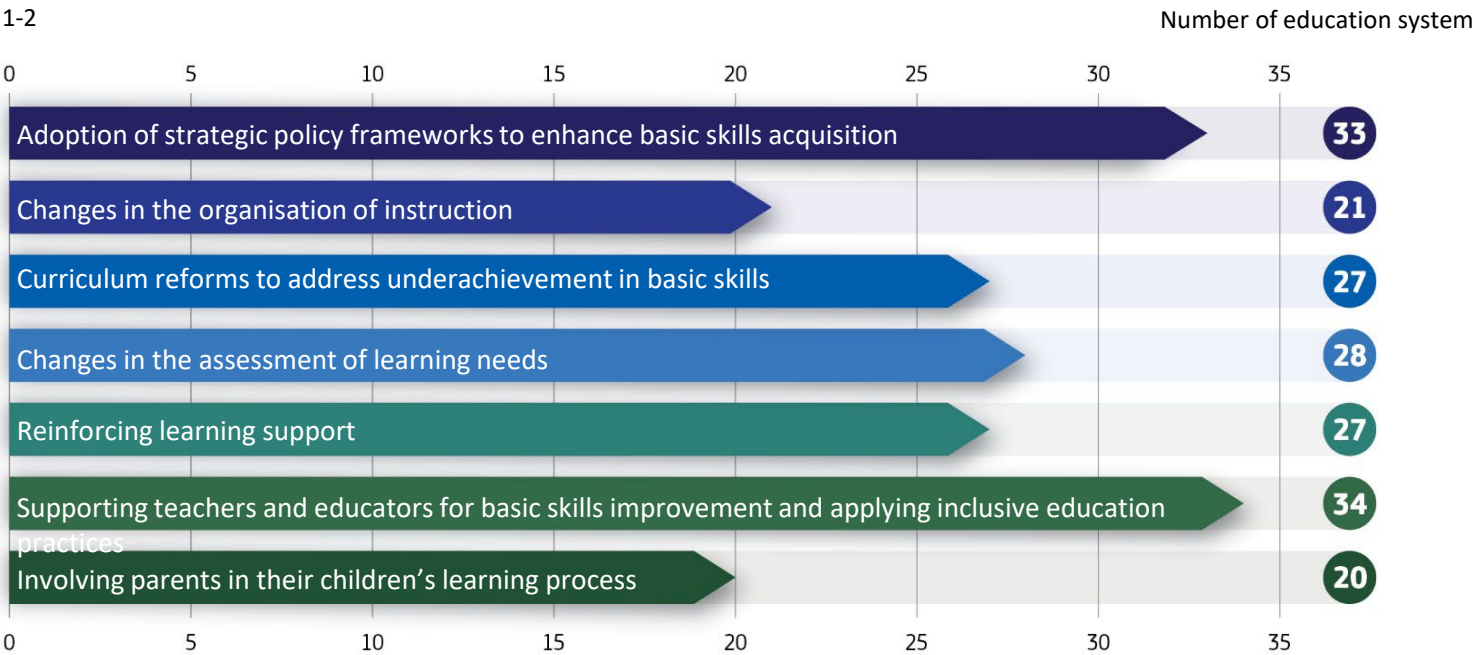 1-2
Number of education system
0 5 10 15 20 25 30 35
Adoption of strategic policy frameworks to enhance basic skills acquisition 33
Changes in the organisation of instruction 21
Curriculum reforms to address underachievement in basic skills 27
Changes in the assessment of learning needs 28
Reinforcing learning support 27
Supporting teachers and educators for basic skills improvement and applying inclusive education 34
practices
Involving parents in their children’s learning process 20
0 5 10 15 20 25 30 35